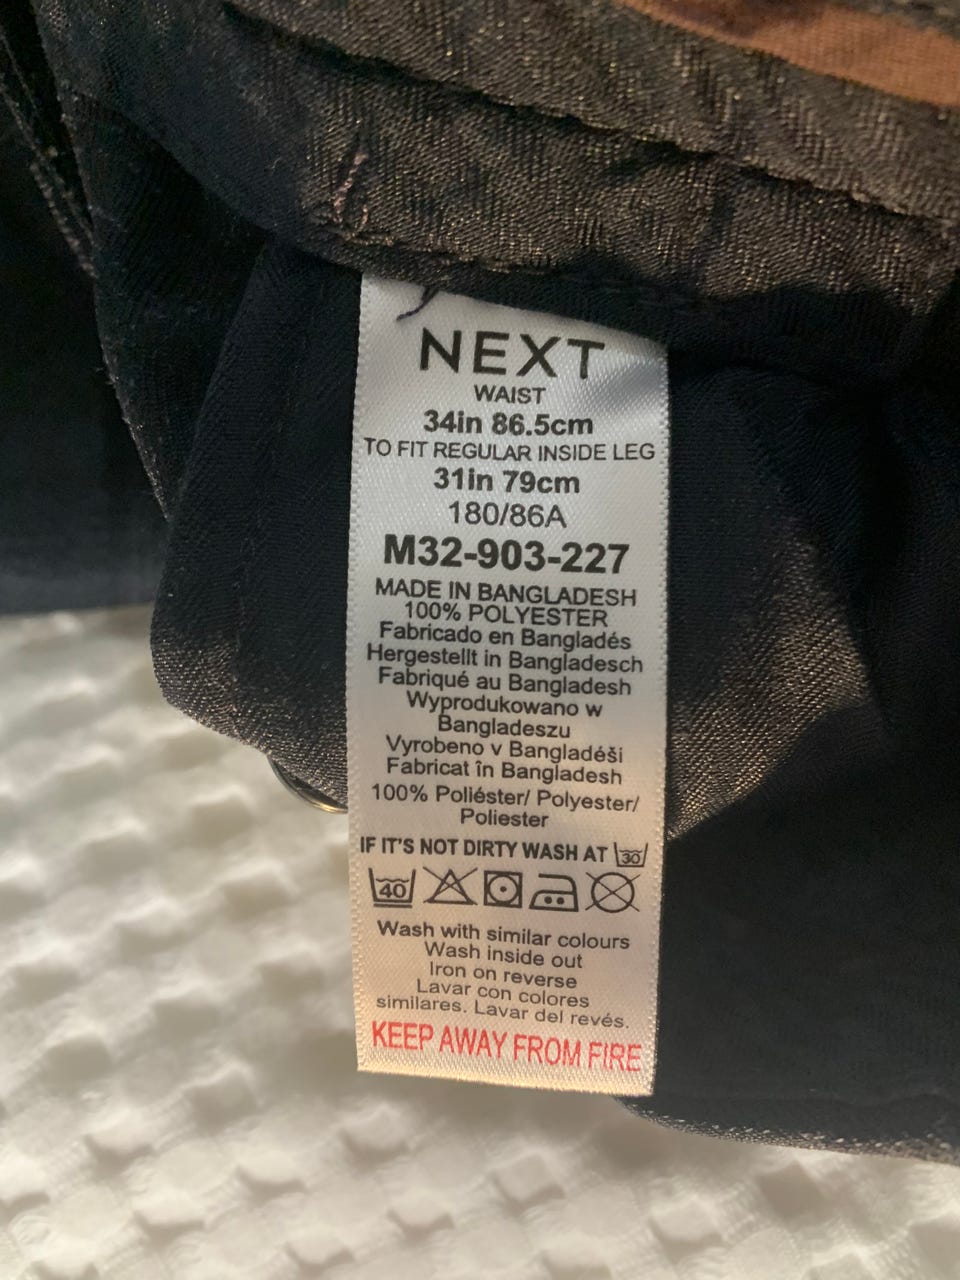 NEXT
WAIST
34in 86.5cm
TO FIT REGULAR INSIDE LEG
31in 79cm
180/86A
M32-903-227
MADE IN BANGLADESH
100% POLYESTER
Fabricado en Bangladés
Hergestellt in Bangladesch
Fabriqué au Bangladesh
Wyprodukowano w
Bangladeszu
Vyrobeno v Bangladéši
Fabricat în Bangladesh
100% Poliéster/ Polyester/
Poliester
IF IT'S NOT DIRTY WASH AT 30
40
Wash with similar colours
Wash inside out
Iron on reverse
Lavar con colores
similares. Lavar del revés.
KEEP AWAY FROM FIRE